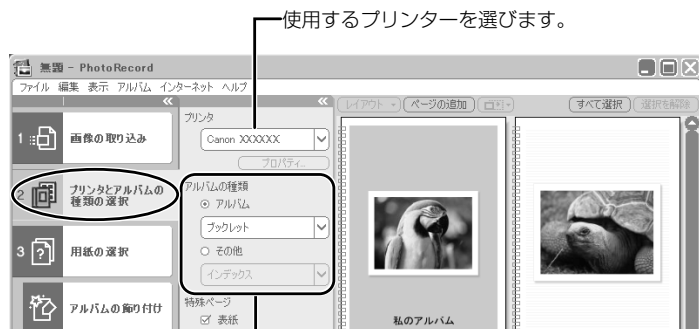 使用するプリンターを選びます。
無題 - PhotoRecord
ファイル 編集 表示 アルバム インターネット ヘルプ
レイアウト
ページの追加
すべて選択
選択を解除
プリンタ
1
画像の取り込み
Canon XXXXXX
プロパティ...
2
プリンタとアルバムの
種類の選択
アルバムの種類
アルバム
ブックレット
3
用紙の選択
その他
インデックス
アルバムの飾り付け
特殊ページ
表紙
私のアルバム